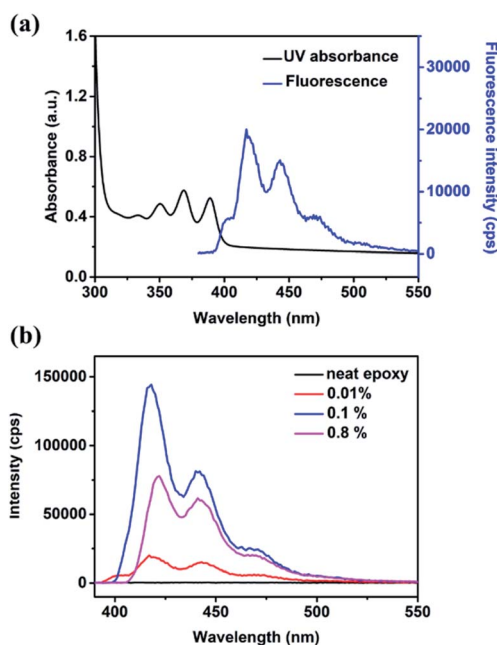 (a)
1.6
1.2
0.8
0.4
0.0
Absorbance (a.u.)
UV absorbance
Fluorescence
30000
20000
10000
0
Fluorescence intensity (cps)
300 350 400 450 500 550
Wavelength (nm)
(b)
150000
100000
50000
0
Intensity (cps)
neat epoxy
0.01%
0.1 %
0.8 %
400 450 500 550
Wavelength (nm)